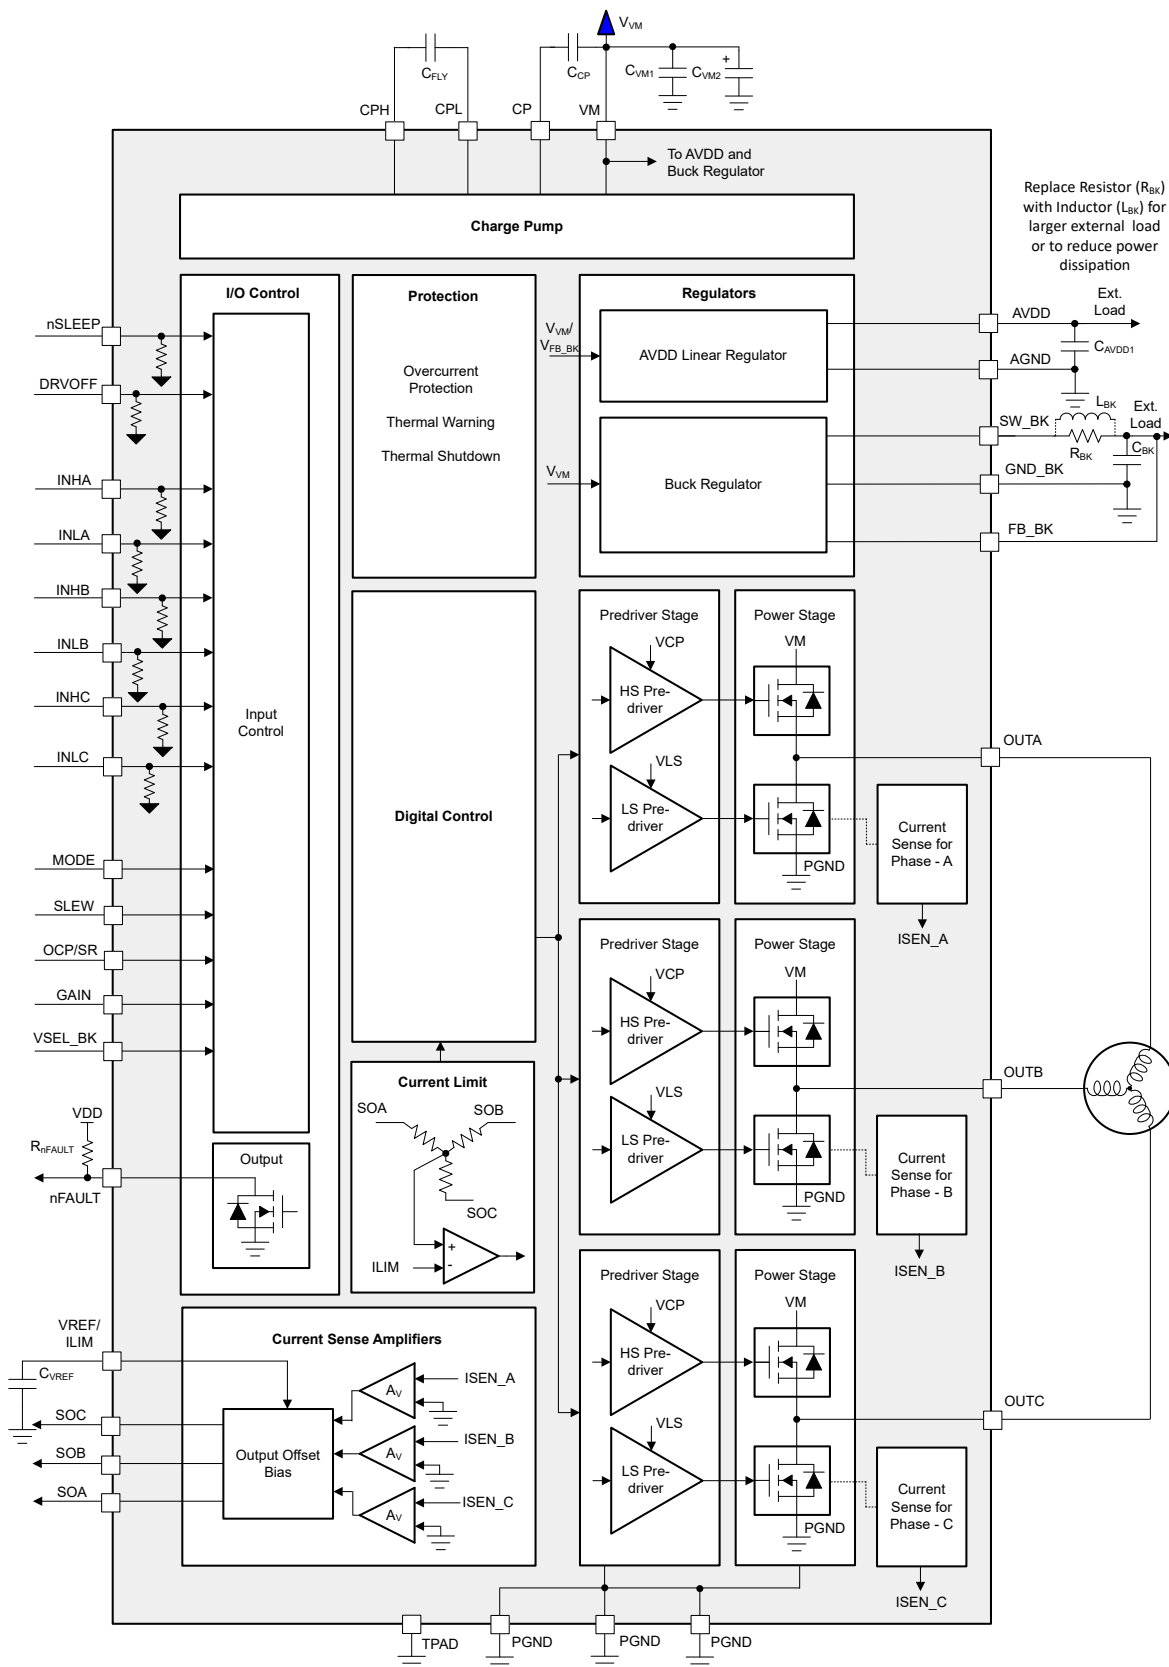 VVM
CFLY
CCP
CVM1
CVM2
+
CPH
CPL
CP
VM
To AVDD and
Buck Regulator
Charge Pump
Replace Resistor (RBK)
with Inductor (LBK) for
larger external load
or to reduce power
dissipation
I/O Control
nSLEEP
DRVOFF
INHA
INLA
INHB
INLB
INHC
INLC
MODE
SLEW
OCP/SR
GAIN
VSEL_BK
Input
Control
VDD
RnFAULT
nFAULT
Output
Protection
Overcurrent
Protection
Thermal Warning
Thermal Shutdown
Digital Control
Current Limit
SOA
SOB
SOC
ILIM
+
-
Regulators
VVM/
VFB_BK
AVDD Linear Regulator
VVM
Buck Regulator
AVDD
Ext.
Load
CAVDD1
AGND
LBK
SW_BK
Ext.
Load
RBK
CBK
GND_BK
FB_BK
Predriver Stage
VCP
HS Pre-
driver
VLS
LS Pre-
driver
Power Stage
VM
PGND
OUTA
Current
Sense for
Phase - A
ISEN_A
Predriver Stage
VCP
HS Pre-
driver
VLS
LS Pre-
driver
Power Stage
VM
PGND
OUTB
Current
Sense for
Phase - B
ISEN_B
Predriver Stage
VCP
HS Pre-
driver
VLS
LS Pre-
driver
Power Stage
VM
PGND
OUTC
Current
Sense for
Phase - C
ISEN_C
VREF/
ILIM
CVREF
SOC
SOB
SOA
Current Sense Amplifiers
Output Offset
Bias
AV
ISEN_A
AV
ISEN_B
AV
ISEN_C
TPAD
PGND
PGND
PGND